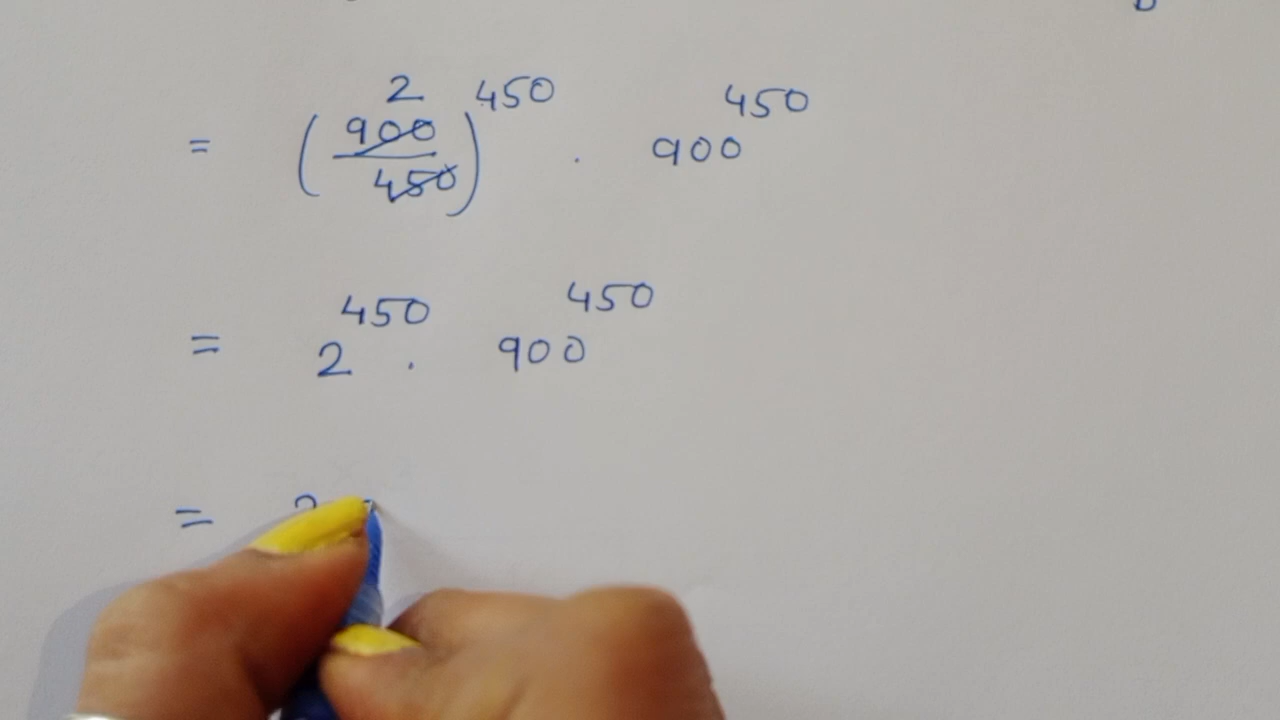 = (900/450)^450 2 . 900^450
= 2^450 . 900^450
=